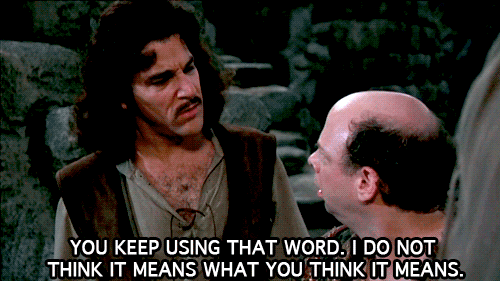 YOU KEEP USING THAT WORD. I DO NOT
THINK IT MEANS WHAT YOU THINK IT MEANS.